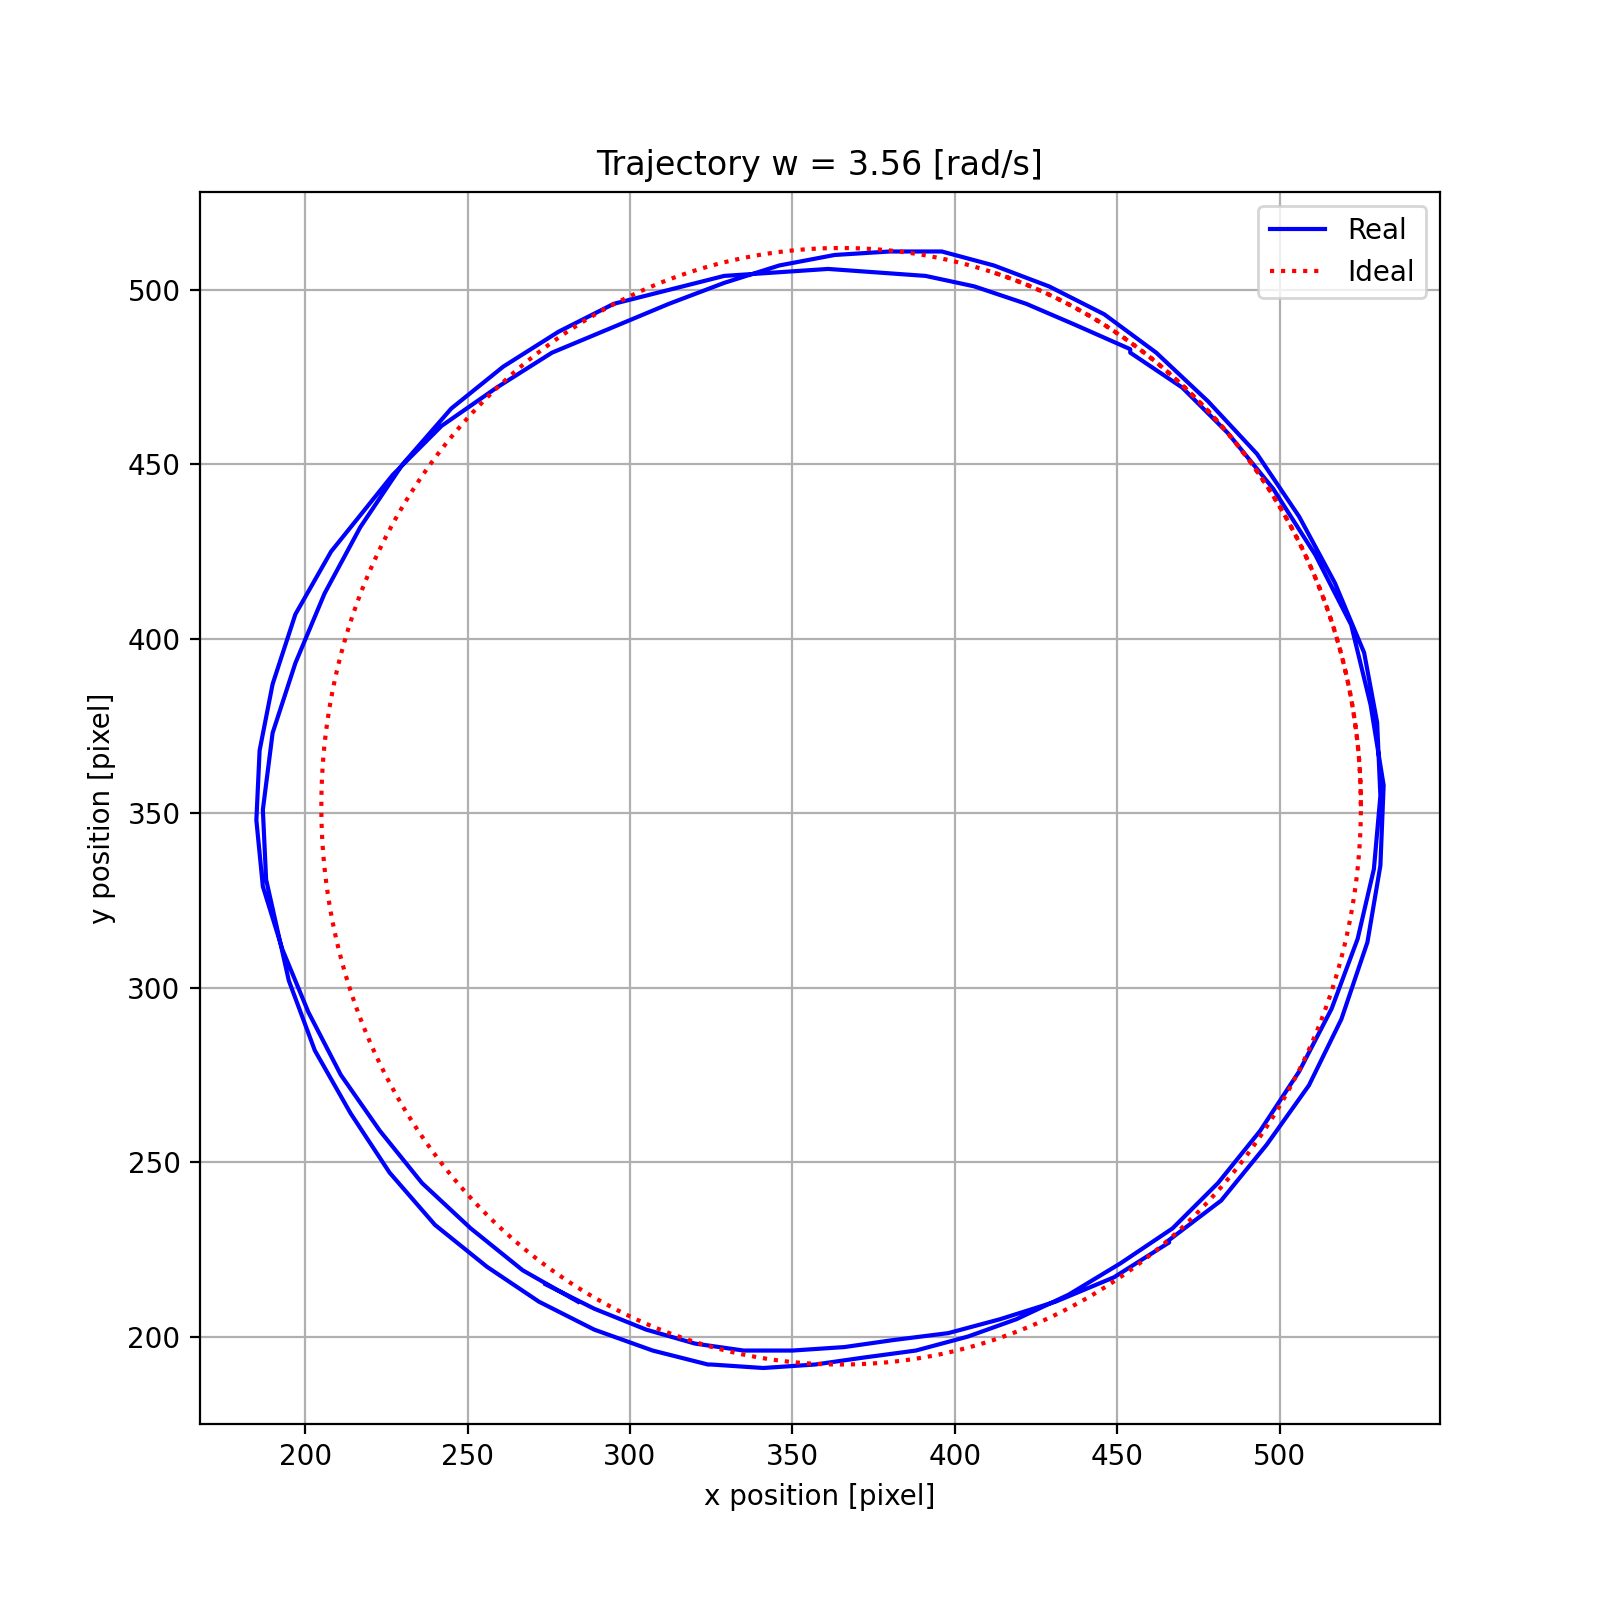 Trajectory w = 3.56 [rad/s]
Real
Ideal
500
450
400
350
300
250
200
y position [pixel]
200 250 300 350 400 450 500
x position [pixel]